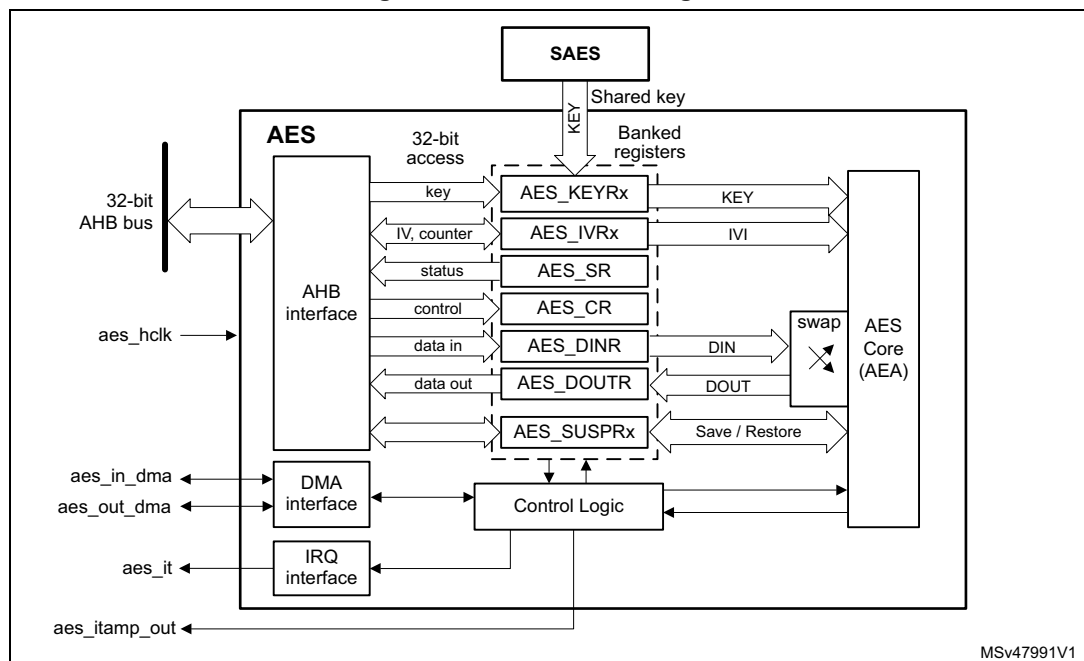 SAES
Shared key
KEY
AES
32-bit
access
Banked
registers
32-bit
AHB bus
AHB
interface
key
AES_KEYRx
KEY
IV, counter
AES_IVRx
IVI
status
AES_SR
control
AES_CR
data in
AES_DINR
DIN
swap
AES
Core
(AEA)
data out
AES_DOUTR
DOUT
AES_SUSPRx
Save / Restore
aes_hclk
aes_in_dma
aes_out_dma
DMA
interface
Control Logic
aes_it
IRQ
interface
aes_itamp_out
MSv47991V1